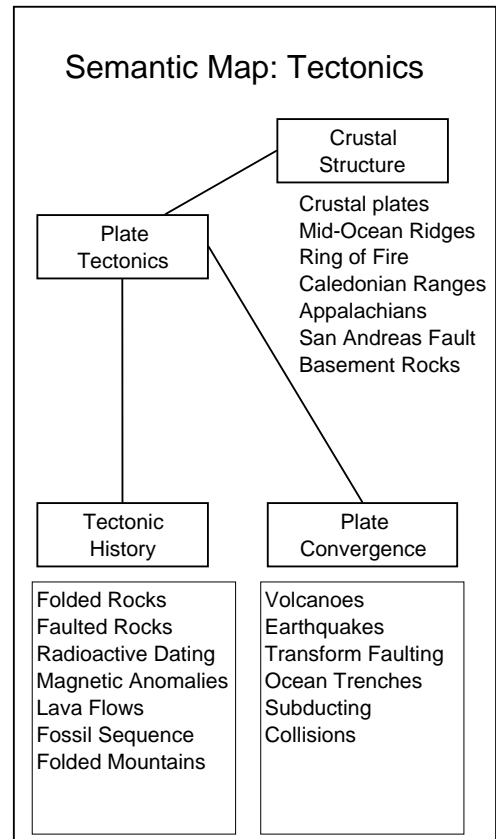 Semantic Map: Tectonics
Crustal
Structure
Crustal plates
Mid-Ocean Ridges
Ring of Fire
Caledonian Ranges
Appalachians
San Andreas Fault
Basement Rocks
Plate
Tectonics
Tectonic
History
Folded Rocks
Faulted Rocks
Radioactive Dating
Magnetic Anomalies
Lava Flows
Fossil Sequence
Folded Mountains
Plate
Convergence
Volcanoes
Earthquakes
Transform Faulting
Ocean Trenches
Subducting
Collisions